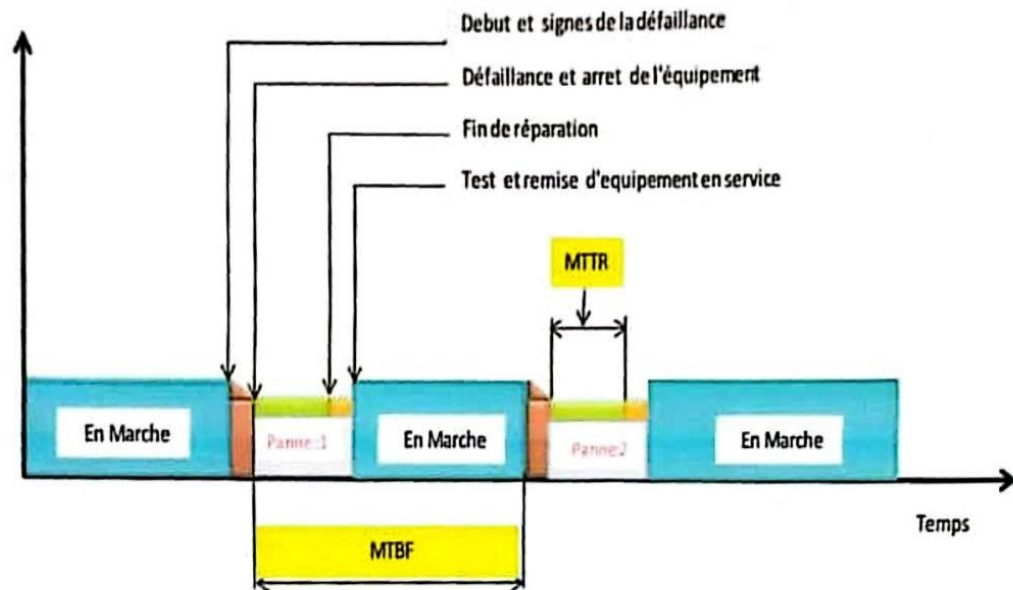 Debut et signes de la défaillance
Défaillance et arret de l'équipement
Fin de réparation
Test et remise d'equipement en service
MTTR
En Marche
Panne:1
En Marche
Panne:2
En Marche
Temps
MTBF